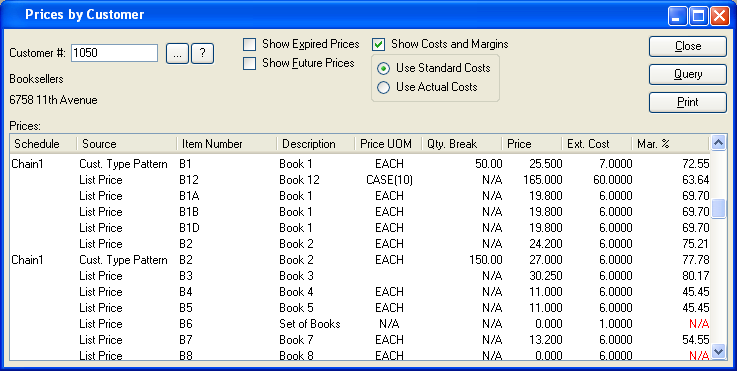 Prices by Customer
Customer #: 1050 ... ?
Booksellers
6758 11th Avenue
Show Expired Prices
Show Future Prices
Show Costs and Margins
Use Standard Costs
Use Actual Costs
Close
Query
Print
Prices:
Schedule Source Item Number Description Price UOM Qty. Break Price Ext. Cost Mar. %
Chain1 Cust. Type Pattern B1 Book 1 EACH 50.00 25.500 7.0000 72.55
List Price B12 Book 12 CASE(10) N/A 165.000 60.0000 63.64
List Price B1A Book 1 EACH N/A 19.800 6.0000 69.70
List Price B1B Book 1 EACH N/A 19.800 6.0000 69.70
List Price B1D Book 1 EACH N/A 19.800 6.0000 69.70
List Price B2 Book 2 EACH N/A 24.200 6.0000 75.21
Chain1 Cust. Type Pattern B2 Book 2 EACH 150.00 27.000 6.0000 77.78
List Price B3 Book 3 N/A 30.250 6.0000 80.17
List Price B4 Book 4 EACH N/A 11.000 6.0000 45.45
List Price B5 Book 5 EACH N/A 11.000 6.0000 45.45
List Price B6 Set of Books N/A N/A 0.000 1.0000 N/A
List Price B7 Book 7 EACH N/A 13.200 6.0000 54.55
List Price B8 Book 8 EACH N/A 0.000 6.0000 N/A